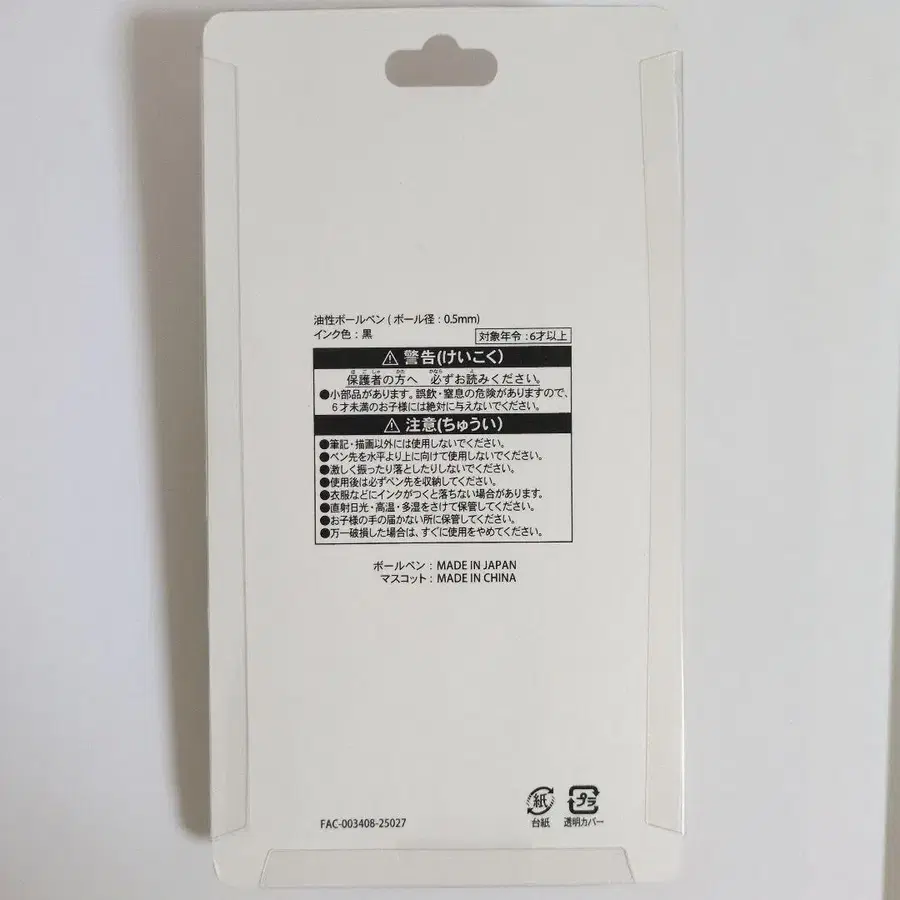 油性ボールペン ( ボール径 : 0.5mm)
インク色 : 黒
対象年令 : 6才以上
⚠ 警告(けいこく)
保護者の方へ 必ずお読みください。
●小部品があります。誤飲・窒息の危険がありますので、
6才未満のお子様には絶対に与えないでください。
⚠ 注意(ちゅうい)
●筆記・描画以外には使用しないでください。
●ペン先を水平より上に向けて使用しないでください。
●激しく振ったり落としたりしないでください。
●使用後は必ずペン先を収納してください。
●衣服などにインクがつくと落ちない場合があります。
●直射日光・高温・多湿をさけて保管してください。
●お子様の手の届かない所に保管してください。
●万一破損した場合は、すぐに使用をやめてください。
ボールペン : MADE IN JAPAN
マスコット : MADE IN CHINA
紙 プラ
FAC-003408-25027 台紙 透明カバー